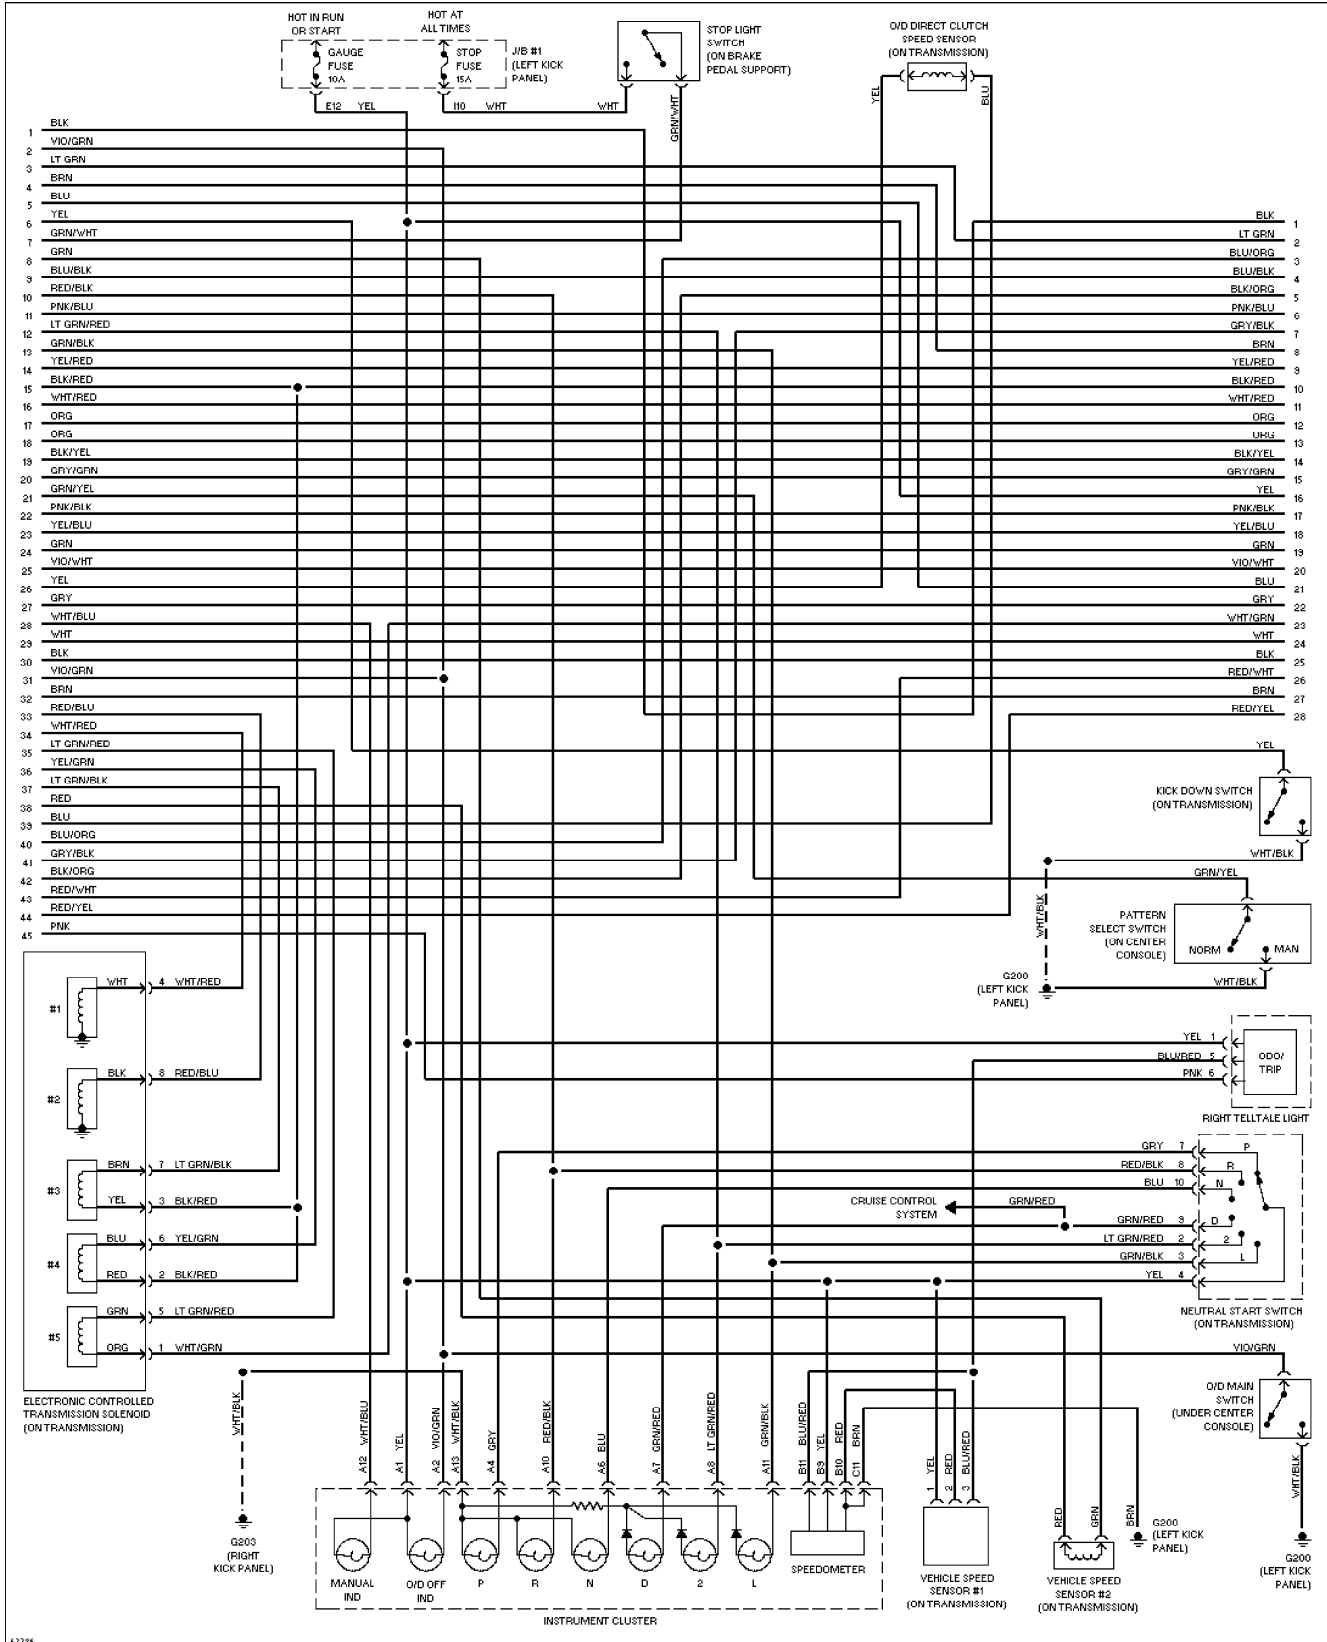 HOT IN RUN
OR START
HOT AT
ALL TIMES
GAUGE
FUSE
10A
STOP
FUSE
15A
J/B #1
(LEFT KICK
PANEL)
STOP LIGHT
SWITCH
(ON BRAKE
PEDAL SUPPORT)
O/D DIRECT CLUTCH
SPEED SENSOR
(ON TRANSMISSION)
E12 YEL
I10 WHT
WHT
GRN/WHT
YEL
BLU
1 BLK
2 VIO/GRN
3 LT GRN
4 BRN
5 BLU
6 YEL
7 GRN/WHT
8 GRN
9 BLU/BLK
10 RED/BLK
11 PNK/BLU
12 LT GRN/RED
13 GRN/BLK
14 YEL/RED
15 BLK/RED
16 WHT/RED
17 ORG
18 ORG
19 BLK/YEL
20 GRY/GRN
21 GRN/YEL
22 PNK/BLK
23 YEL/BLU
24 GRN
25 VIO/WHT
26 YEL
27 GRY
28 WHT/BLU
29 WHT
30 BLK
31 VIO/GRN
32 BRN
33 RED/BLU
34 WHT/RED
35 LT GRN/RED
36 YEL/GRN
37 LT GRN/BLK
38 RED
39 BLU
40 BLU/ORG
41 GRY/BLK
42 BLK/ORG
43 RED/WHT
44 RED/YEL
45 PNK
BLK 1
LT GRN 2
BLU/ORG 3
BLU/BLK 4
BLK/ORG 5
PNK/BLU 6
GRY/BLK 7
BRN 8
YEL/RED 9
BLK/RED 10
WHT/RED 11
ORG 12
ORG 13
BLK/YEL 14
GRY/GRN 15
YEL 16
PNK/BLK 17
YEL/BLU 18
GRN 19
VIO/WHT 20
BLU 21
GRY 22
WHT/GRN 23
WHT 24
BLK 25
RED/WHT 26
BRN 27
RED/YEL 28
YEL
KICK DOWN SWITCH
(ON TRANSMISSION)
WHT/BLK
GRN/YEL
WHT/BLK
PATTERN
SELECT SWITCH
(ON CENTER
CONSOLE)
NORM
MAN
WHT/BLK
G200
(LEFT KICK
PANEL)
YEL 1
BLU/RED 5
PNK 6
ODO/
TRIP
RIGHT TELLTALE LIGHT
#1
WHT 4 WHT/RED
#2
BLK 8 RED/BLU
#3
BRN 7 LT GRN/BLK
YEL 3 BLK/RED
#4
BLU 6 YEL/GRN
RED 2 BLK/RED
#5
GRN 5 LT GRN/RED
ORG 1 WHT/GRN
ELECTRONIC CONTROLLED
TRANSMISSION SOLENOID
(ON TRANSMISSION)
GRY 7 P
RED/BLK 8 R
BLU 10 N
CRUISE CONTROL
SYSTEM
GRN/RED
GRN/RED 9 D
LT GRN/RED 2 2
GRN/BLK 3 L
YEL 4
NEUTRAL START SWITCH
(ON TRANSMISSION)
VIO/GRN
O/D MAIN
SWITCH
(UNDER CENTER
CONSOLE)
WHT/BLK
G200
(LEFT KICK
PANEL)
WHT/BLK
G203
(RIGHT
KICK PANEL)
A12 WHT/BLU
A1 YEL
A2 VIO/GRN
A13 WHT/BLK
A4 GRY
A10 RED/BLK
A6 BLU
A7 GRN/RED
A8 LT GRN/RED
A11 GRN/BLK
B11 BLU/RED
B9 YEL
B10 RED
C11 BRN
1 YEL
2 RED
3 BLU/RED
RED
GRN
BRN
G200
(LEFT KICK
PANEL)
MANUAL
IND
O/D OFF
IND
P
R
N
D
2
L
SPEEDOMETER
INSTRUMENT CLUSTER
VEHICLE SPEED
SENSOR #1
(ON TRANSMISSION)
VEHICLE SPEED
SENSOR #2
(ON TRANSMISSION)